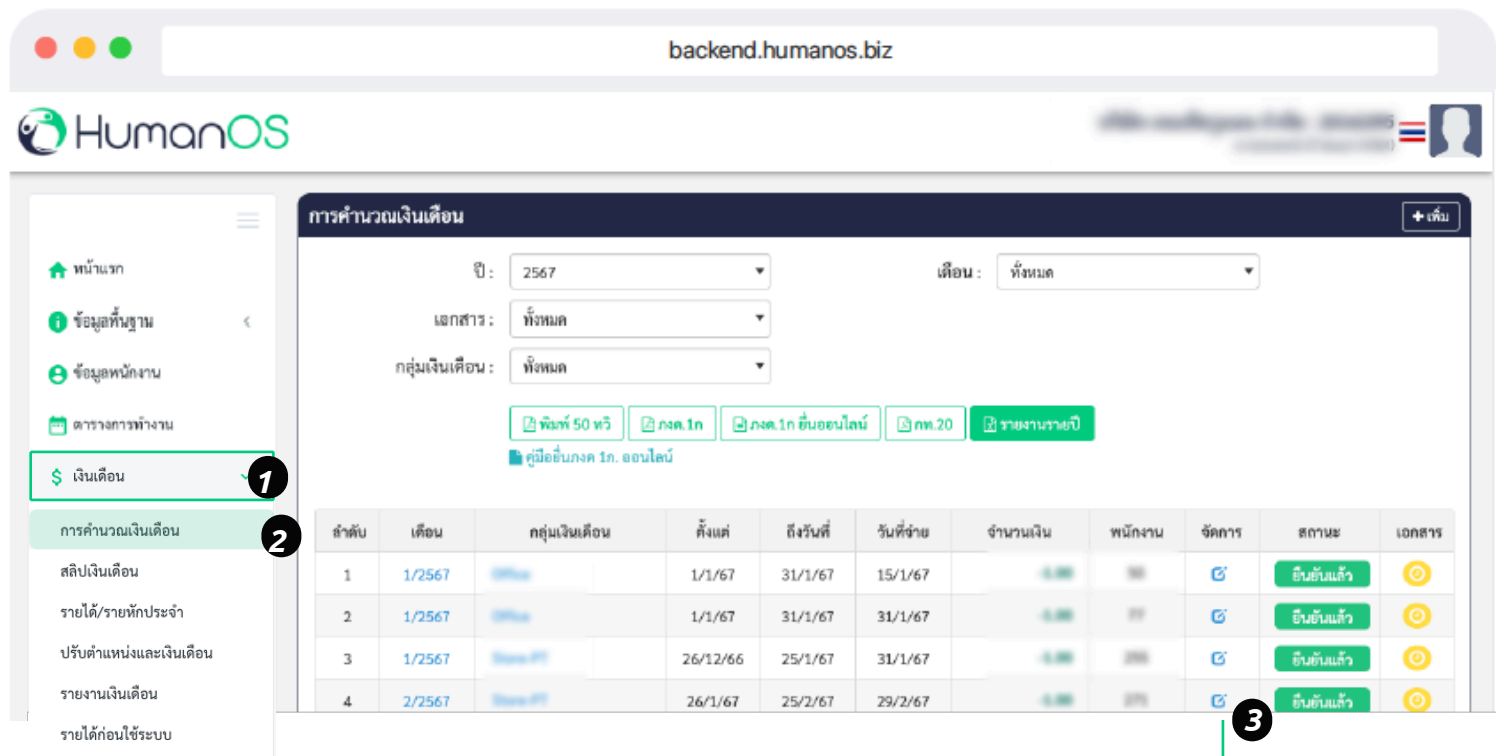 backend.humanos.biz
HumanOS
การคำนวณเงินเดือน
เพิ่ม
หน้าแรก
ข้อมูลพื้นฐาน
ข้อมูลพนักงาน
ตารางการทำงาน
เงินเดือน
1
การคำนวณเงินเดือน
2
สลิปเงินเดือน
รายได้/รายหักประจำ
ปรับตำแหน่งและเงินเดือน
รายงานเงินเดือน
รายได้ก่อนใช้ระบบ
ปี : 2567 เดือน : ทั้งหมด
เอกสาร : ทั้งหมด
กลุ่มเงินเดือน : ทั้งหมด
พิมพ์ 50 ทวิ ภงด.1ก ภงด.1ก ยื่นออนไลน์ กท.20 รายงานรายปี
คู่มือยื่นภงด 1ก. ออนไลน์
ลำดับ เดือน กลุ่มเงินเดือน ตั้งแต่ ถึงวันที่ วันที่จ่าย จำนวนเงิน พนักงาน จัดการ สถานะ เอกสาร
1 1/2567 1/1/67 31/1/67 15/1/67 ยืนยันแล้ว
2 1/2567 1/1/67 31/1/67 31/1/67 ยืนยันแล้ว
3 1/2567 26/12/66 25/1/67 31/1/67 ยืนยันแล้ว
4 2/2567 26/1/67 25/2/67 29/2/67 ยืนยันแล้ว
3